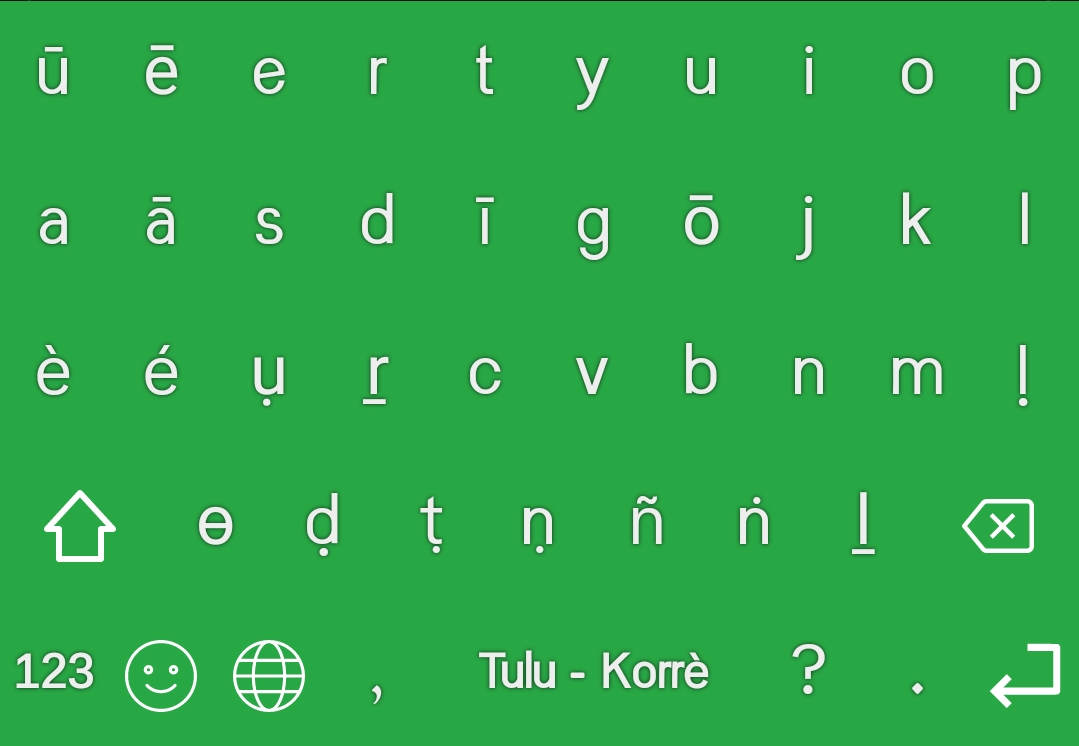 ū ē e r t y u i o p
a ā s d ī g ō j k l
è é ụ ṟ c v b n m ḷ
ɵ ḍ ṭ ṇ ñ ṅ ḻ
123 , Tulu - Korrè ? .